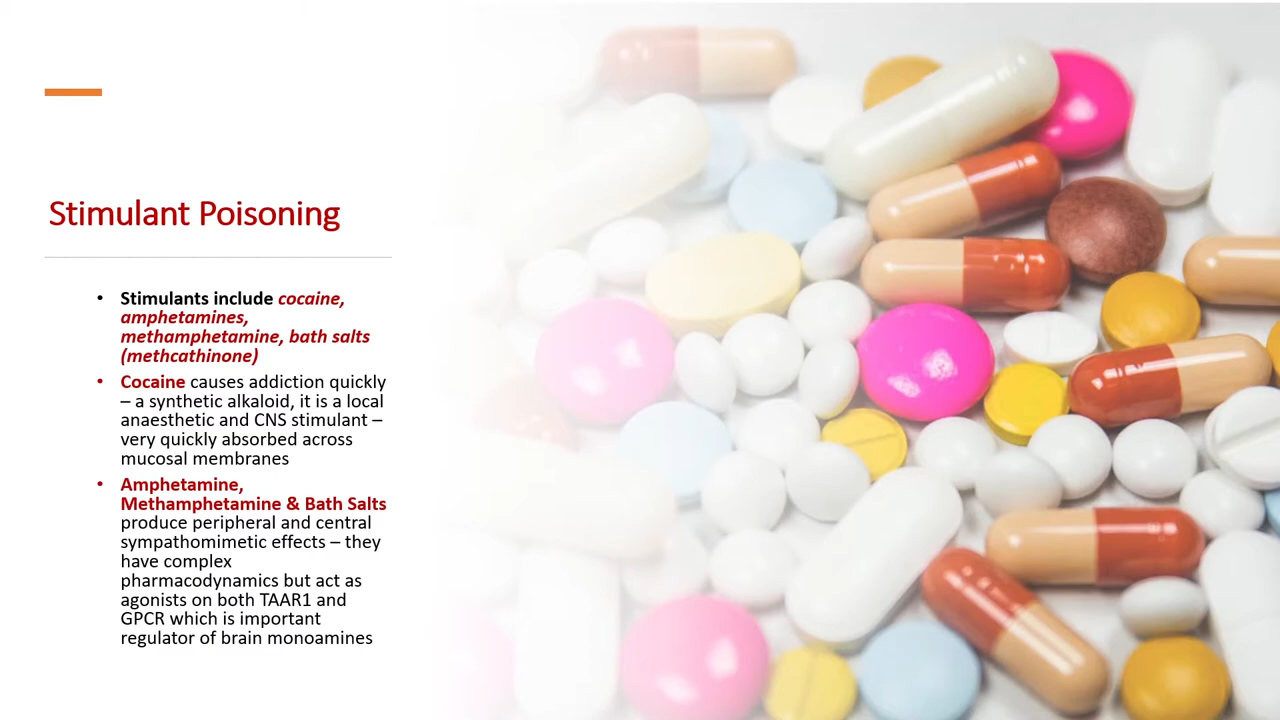 Stimulant Poisoning
• Stimulants include cocaine,
amphetamines,
methamphetamine, bath salts
(methcathinone)
• Cocaine causes addiction quickly
– a synthetic alkaloid, it is a local
anaesthetic and CNS stimulant –
very quickly absorbed across
mucosal membranes
• Amphetamine,
Methamphetamine & Bath Salts
produce peripheral and central
sympathomimetic effects – they
have complex
pharmacodynamics but act as
agonists on both TAAR1 and
GPCR which is important
regulator of brain monoamines